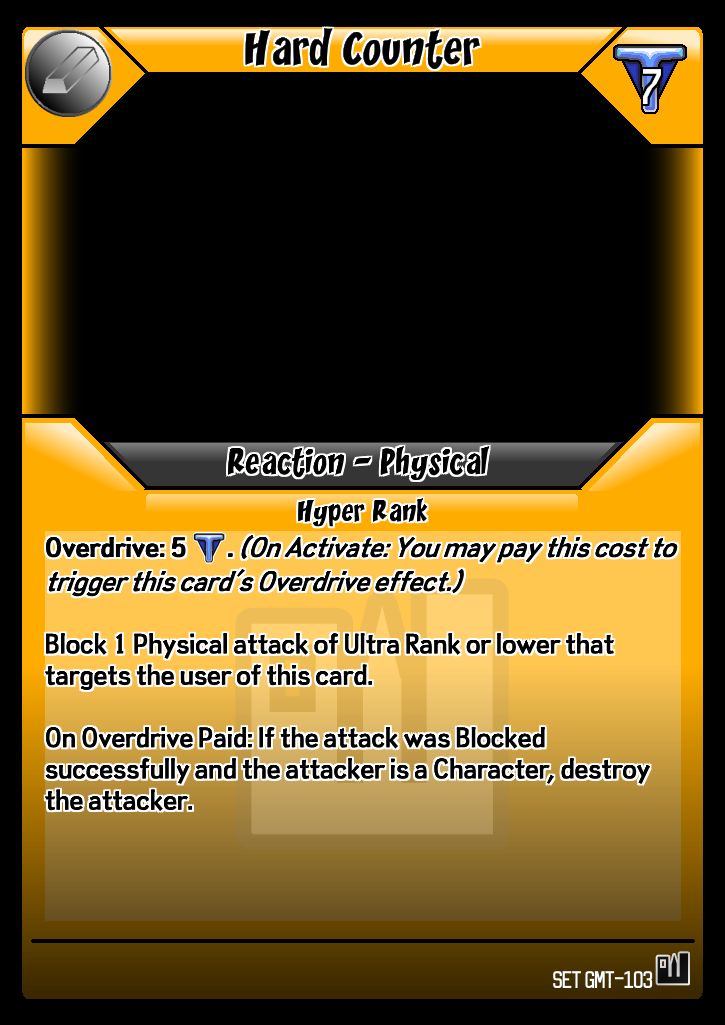 Hard Counter
T
7
Reaction - Physical
Hyper Rank
Overdrive: 5 T. (On Activate: You may pay this cost to
trigger this card's Overdrive effect.)
Block 1 Physical attack of Ultra Rank or lower that
targets the user of this card.
On Overdrive Paid: If the attack was Blocked
successfully and the attacker is a Character, destroy
the attacker.
SET GMT-103